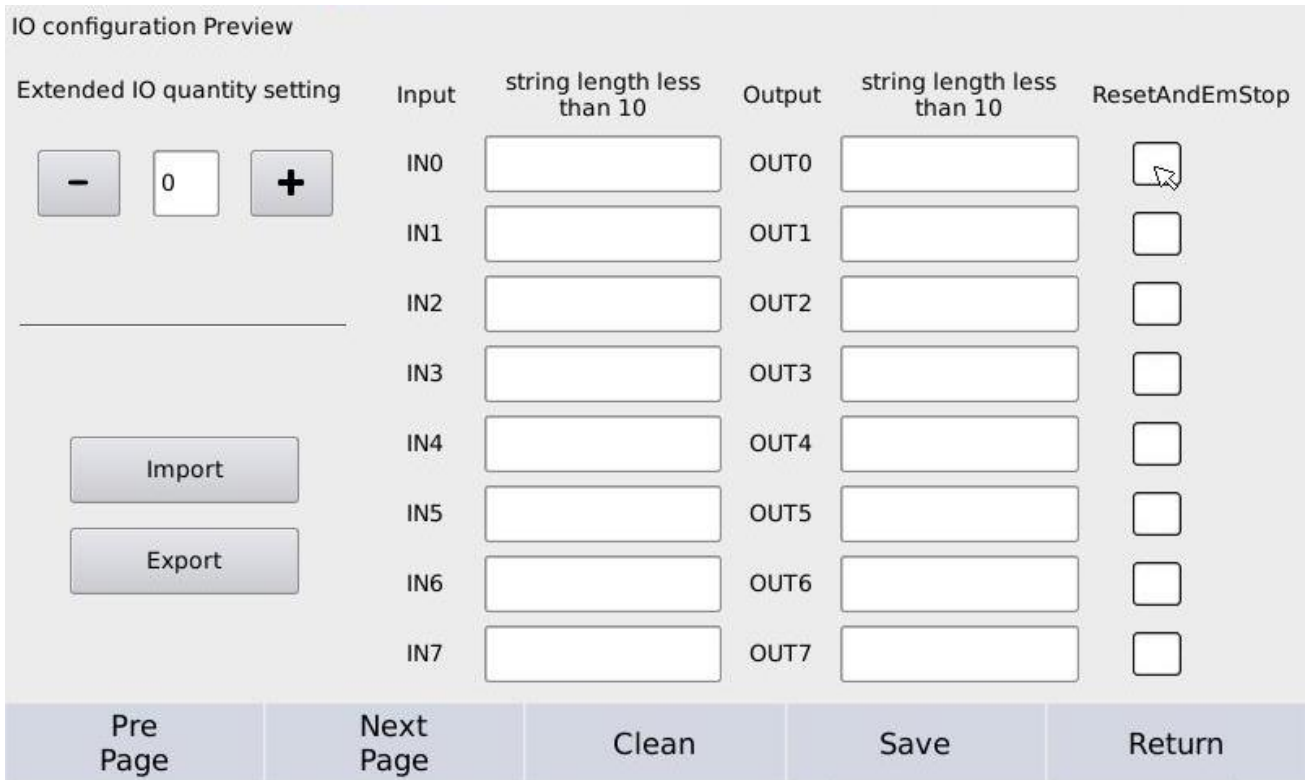 IO configuration Preview
Extended IO quantity setting
Input
string length less
than 10
Output
string length less
than 10
ResetAndEmStop
-
0
+
IN0
OUT0
IN1
OUT1
IN2
OUT2
IN3
OUT3
IN4
OUT4
IN5
OUT5
IN6
OUT6
IN7
OUT7
Import
Export
Pre
Page
Next
Page
Clean
Save
Return